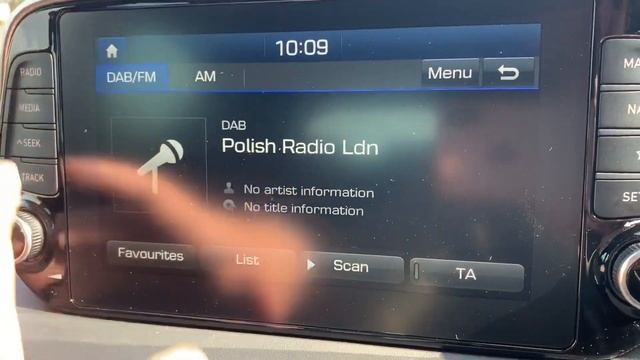 10:09
DAB/FM AM Menu
DAB
Polish Radio Ldn
No artist information
No title information
Favourites List Scan TA
RADIO
MEDIA
SEEK
TRACK